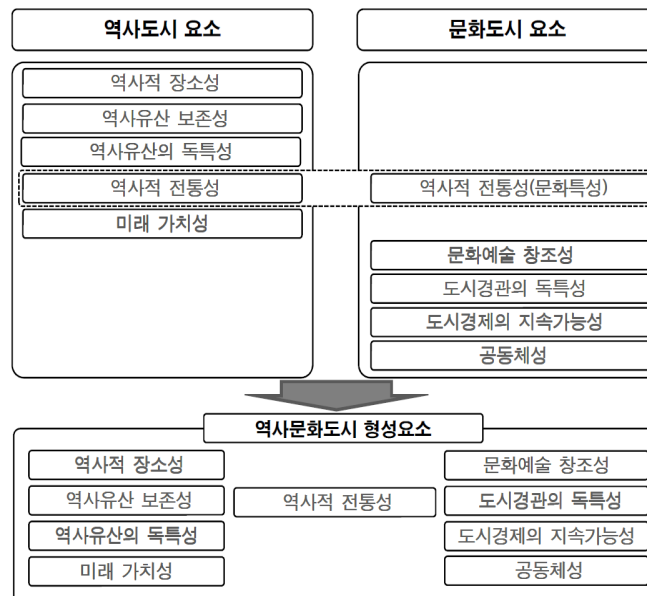 역사도시 요소
문화도시 요소
역사적 장소성
역사유산 보존성
역사유산의 독특성
역사적 전통성
역사적 전통성(문화특성)
미래 가치성
문화예술 창조성
도시경관의 독특성
도시경제의 지속가능성
공동체성
역사문화도시 형성요소
역사적 장소성
문화예술 창조성
역사유산 보존성
역사적 전통성
도시경관의 독특성
역사유산의 독특성
도시경제의 지속가능성
미래 가치성
공동체성